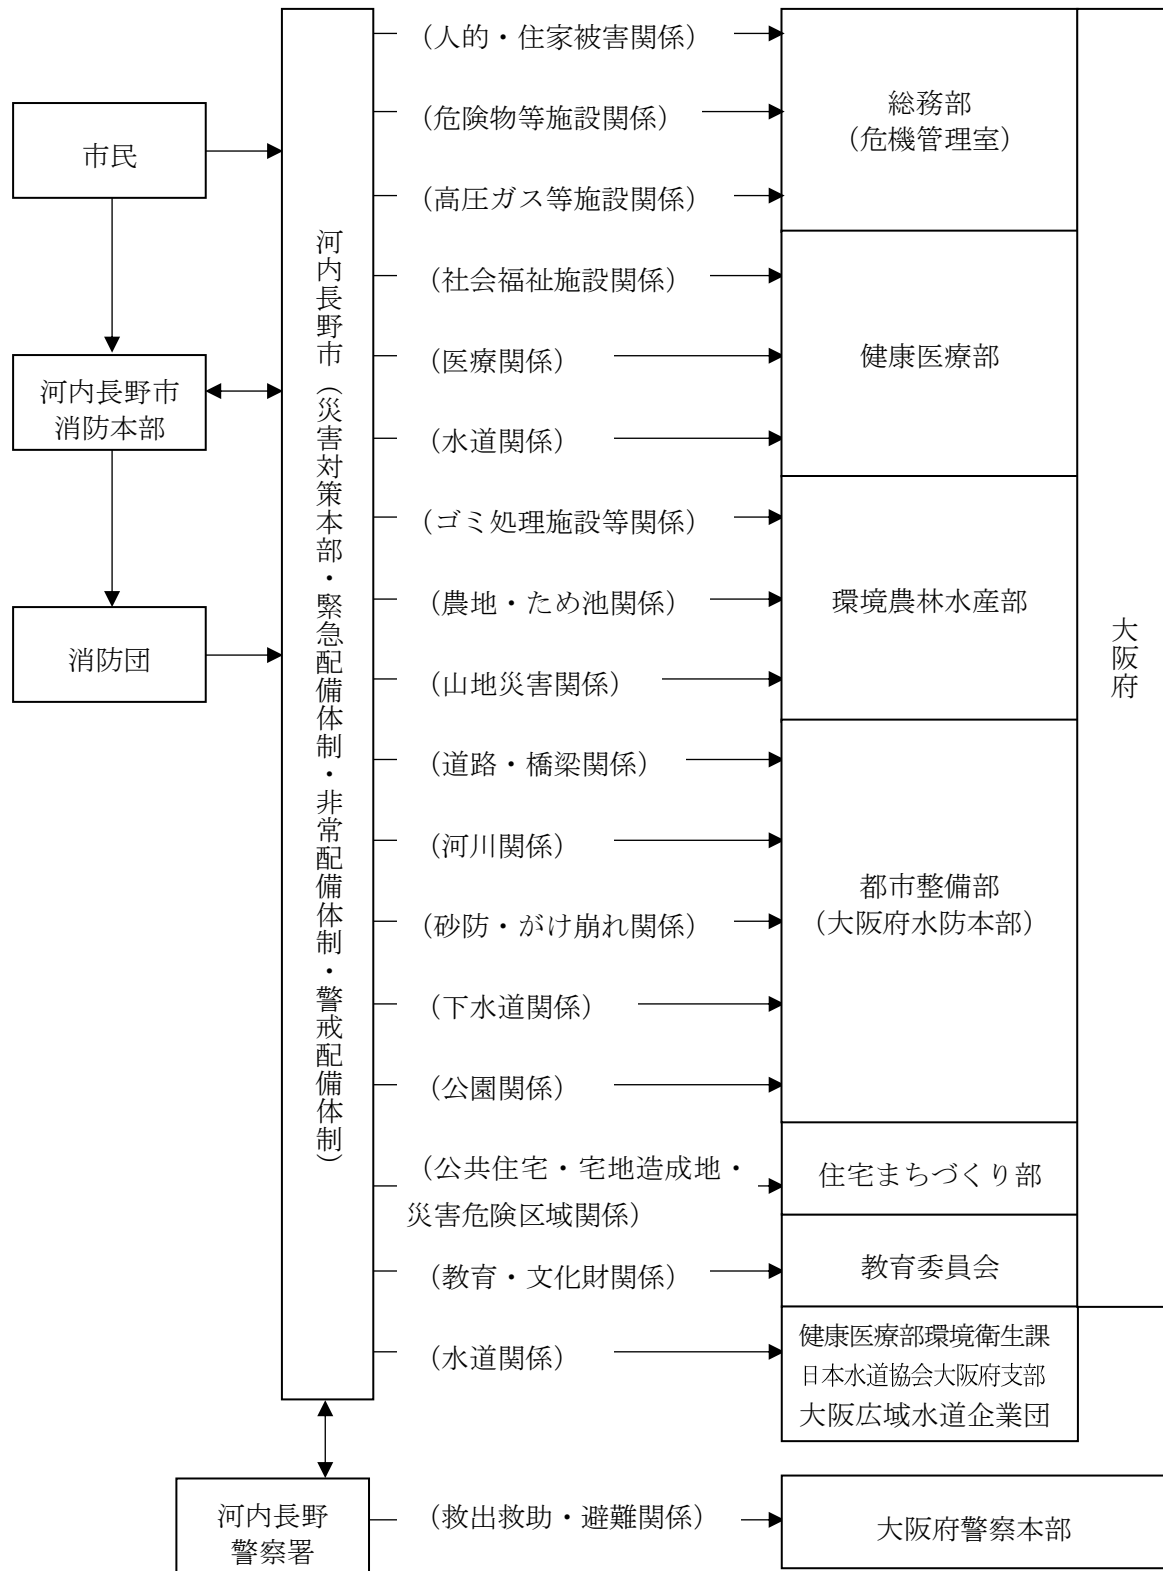 市民
河内長野市
消防本部
消防団
河内長野市(災害対策本部・緊急配備体制・非常配備体制・警戒配備体制)
(人的・住家被害関係)
(危険物等施設関係)
(高圧ガス等施設関係)
(社会福祉施設関係)
(医療関係)
(水道関係)
(ゴミ処理施設等関係)
(農地・ため池関係)
(山地災害関係)
(道路・橋梁関係)
(河川関係)
(砂防・がけ崩れ関係)
(下水道関係)
(公園関係)
(公共住宅・宅地造成地・
災害危険区域関係)
(教育・文化財関係)
(水道関係)
総務部
(危機管理室)
健康医療部
環境農林水産部
都市整備部
(大阪府水防本部)
住宅まちづくり部
教育委員会
大阪府
健康医療部環境衛生課
日本水道協会大阪府支部
大阪広域水道企業団
河内長野
警察署
(救出救助・避難関係)
大阪府警察本部